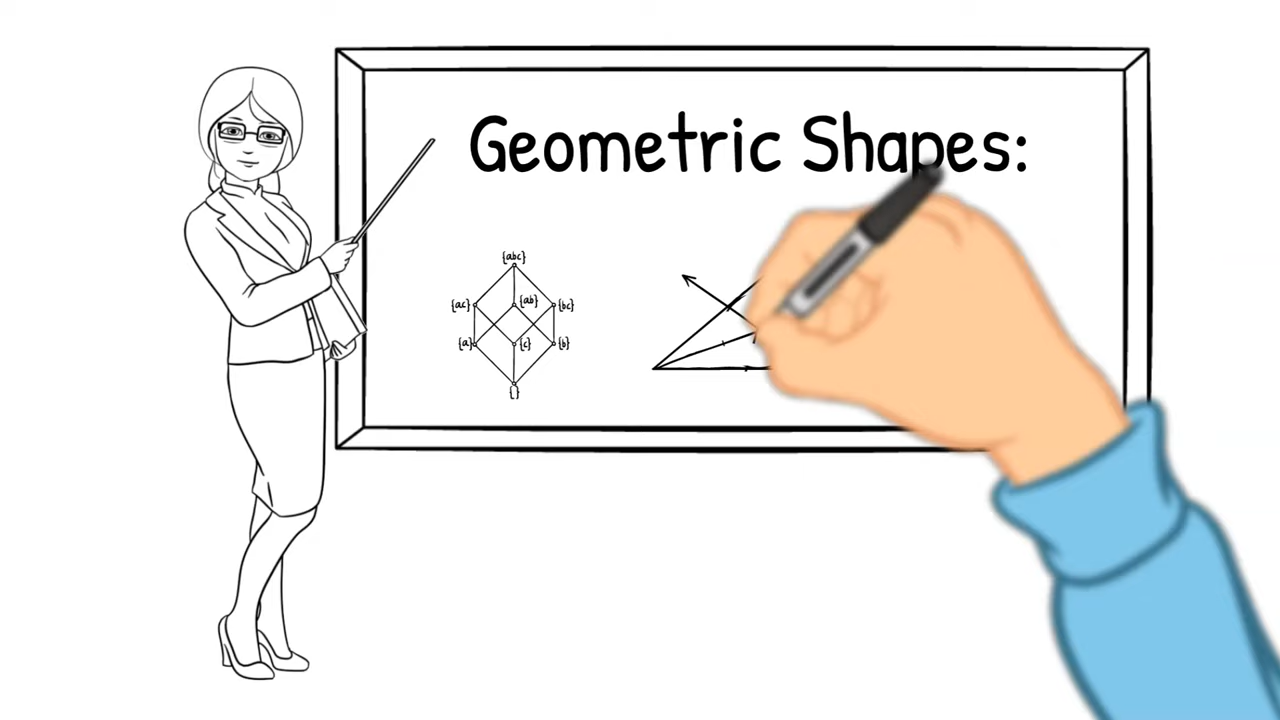 Geometric Shapes:
{abc}
{ac} {ab} {bc}
{a} {c} {b}
{}